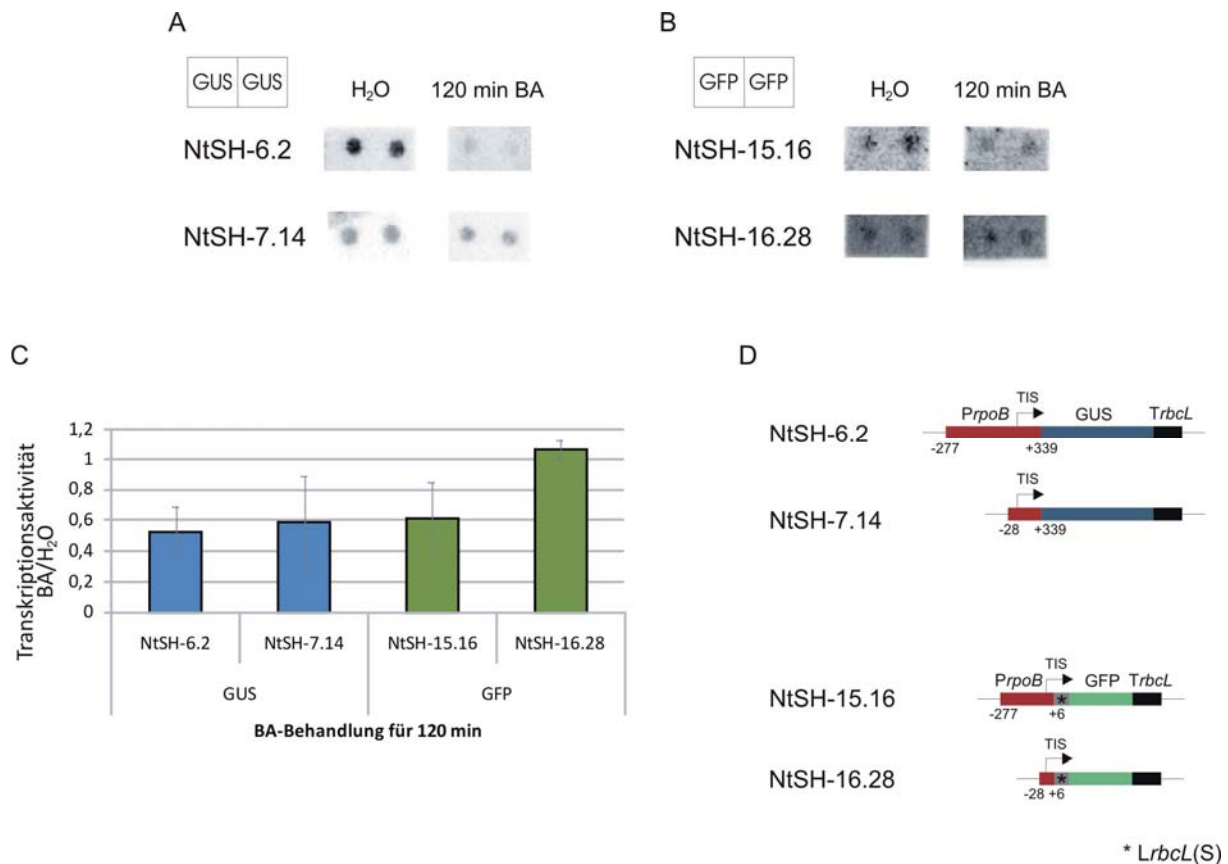 A
GUS GUS
H₂O 120 min BA
NtSH-6.2
NtSH-7.14
B
GFP GFP
H₂O 120 min BA
NtSH-15.16
NtSH-16.28
C
Transkriptionsaktivität
BA/H₂O
1,2
1
0,8
0,6
0,4
0,2
0
NtSH-6.2 NtSH-7.14 NtSH-15.16 NtSH-16.28
GUS GFP
BA-Behandlung für 120 min
D
NtSH-6.2
PrpoB TIS GUS TrbcL
-277 +339
NtSH-7.14
TIS
-28 +339
NtSH-15.16
PrpoB TIS GFP TrbcL
*
-277 +6
NtSH-16.28
TIS
*
-28 +6
* LrbcL(S)